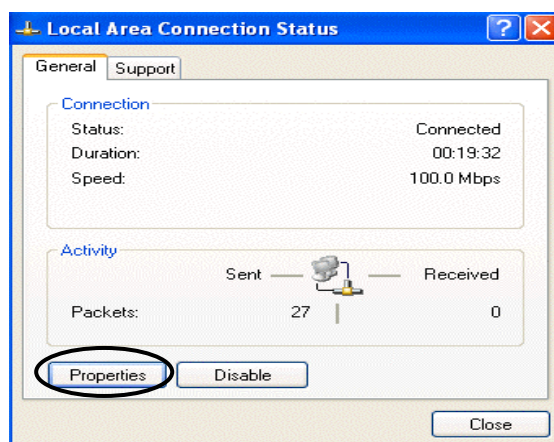 Local Area Connection Status
General Support
Connection
Status: Connected
Duration: 00:19:32
Speed: 100.0 Mbps
Activity
Sent Received
Packets: 27 0
Properties Disable
Close